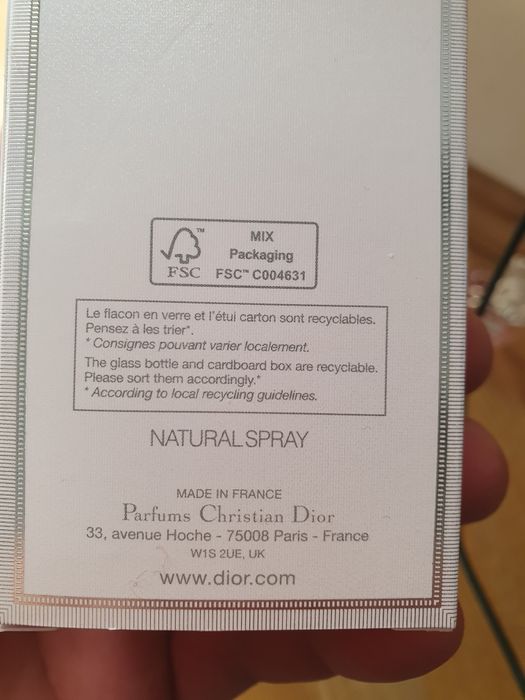 MIX
Packaging
FSC™ C004631
™
FSC
Le flacon en verre et l'étui carton sont recyclables.
Pensez à les trier*.
* Consignes pouvant varier localement.
The glass bottle and cardboard box are recyclable.
Please sort them accordingly.*
* According to local recycling guidelines.
NATURAL SPRAY
MADE IN FRANCE
Parfums Christian Dior
33, avenue Hoche - 75008 Paris - France
W1S 2UE, UK
www.dior.com